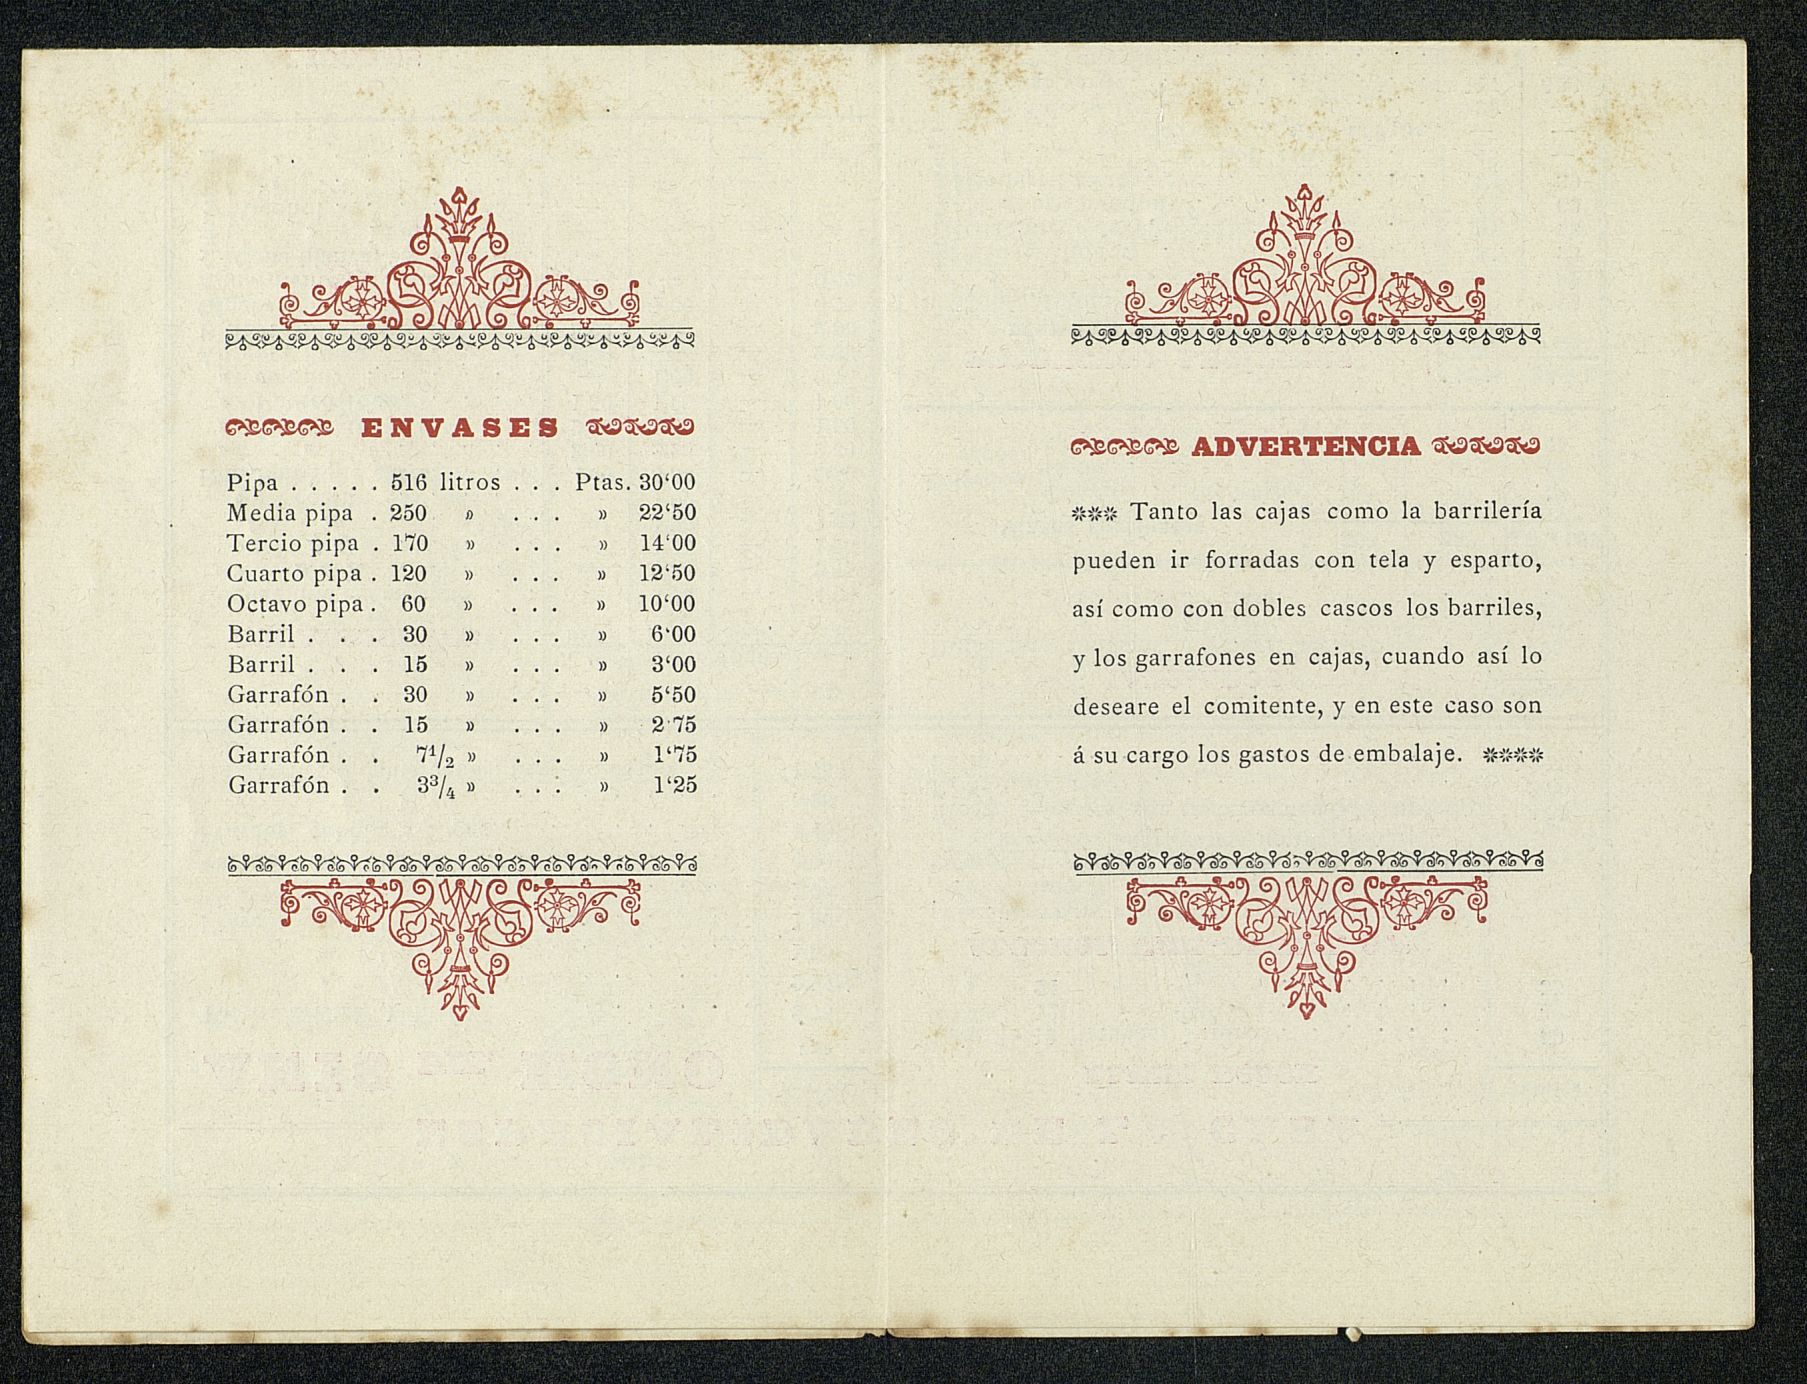 ENVASES
Pipa . . . . . 516 litros . . . Ptas. 30‘00
Media pipa . 250 » . . . » 22‘50
Tercio pipa . 170 » . . . » 14‘00
Cuarto pipa . 120 » . . . » 12‘50
Octavo pipa . 60 » . . . » 10‘00
Barril . . . 30 » . . . » 6‘00
Barril . . . 15 » . . . » 3‘00
Garrafón . . 30 » . . . » 5‘50
Garrafón . . 15 » . . . » 2‘75
Garrafón . . 7 1/2 » . . . » 1‘75
Garrafón . . 3 3/4 » . . . » 1‘25
ADVERTENCIA
Tanto las cajas como la barrilería
pueden ir forradas con tela y esparto,
así como con dobles cascos los barriles,
y los garrafones en cajas, cuando así lo
deseare el comitente, y en este caso son
á su cargo los gastos de embalaje.